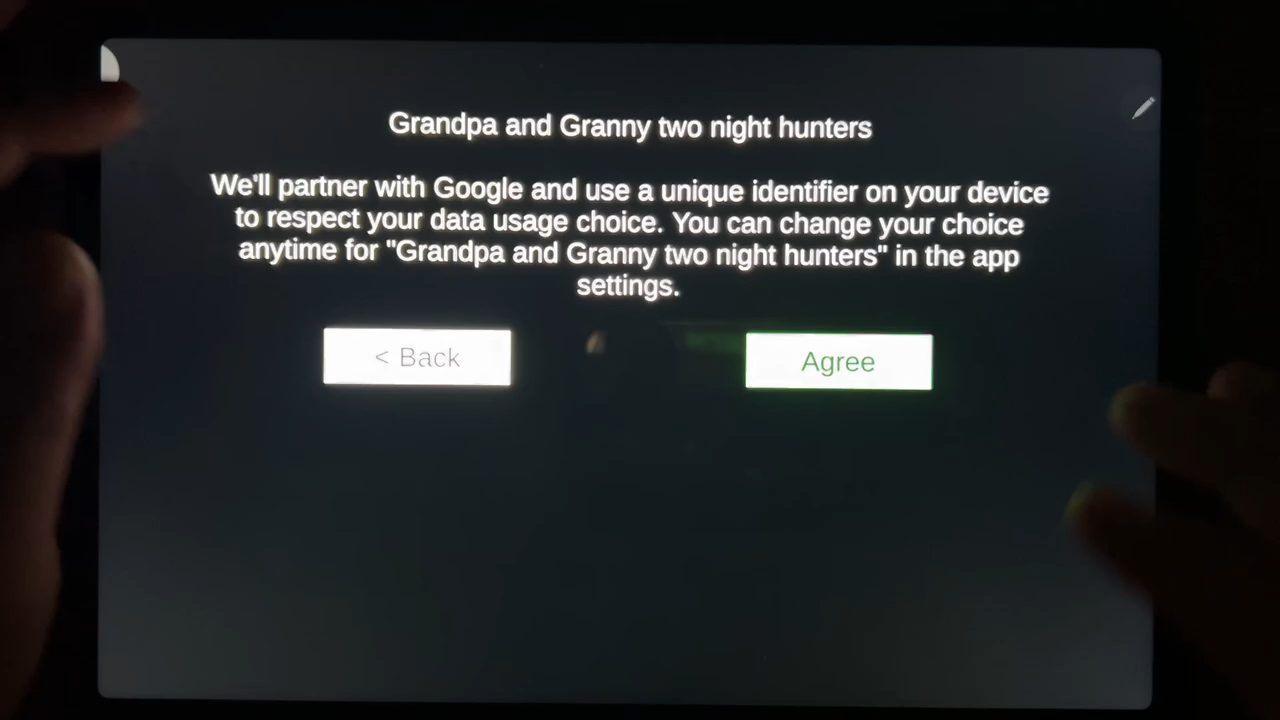 Grandpa and Granny two night hunters
We'll partner with Google and use a unique identifier on your device
to respect your data usage choice. You can change your choice
anytime for "Grandpa and Granny two night hunters" in the app
settings.
< Back
Agree